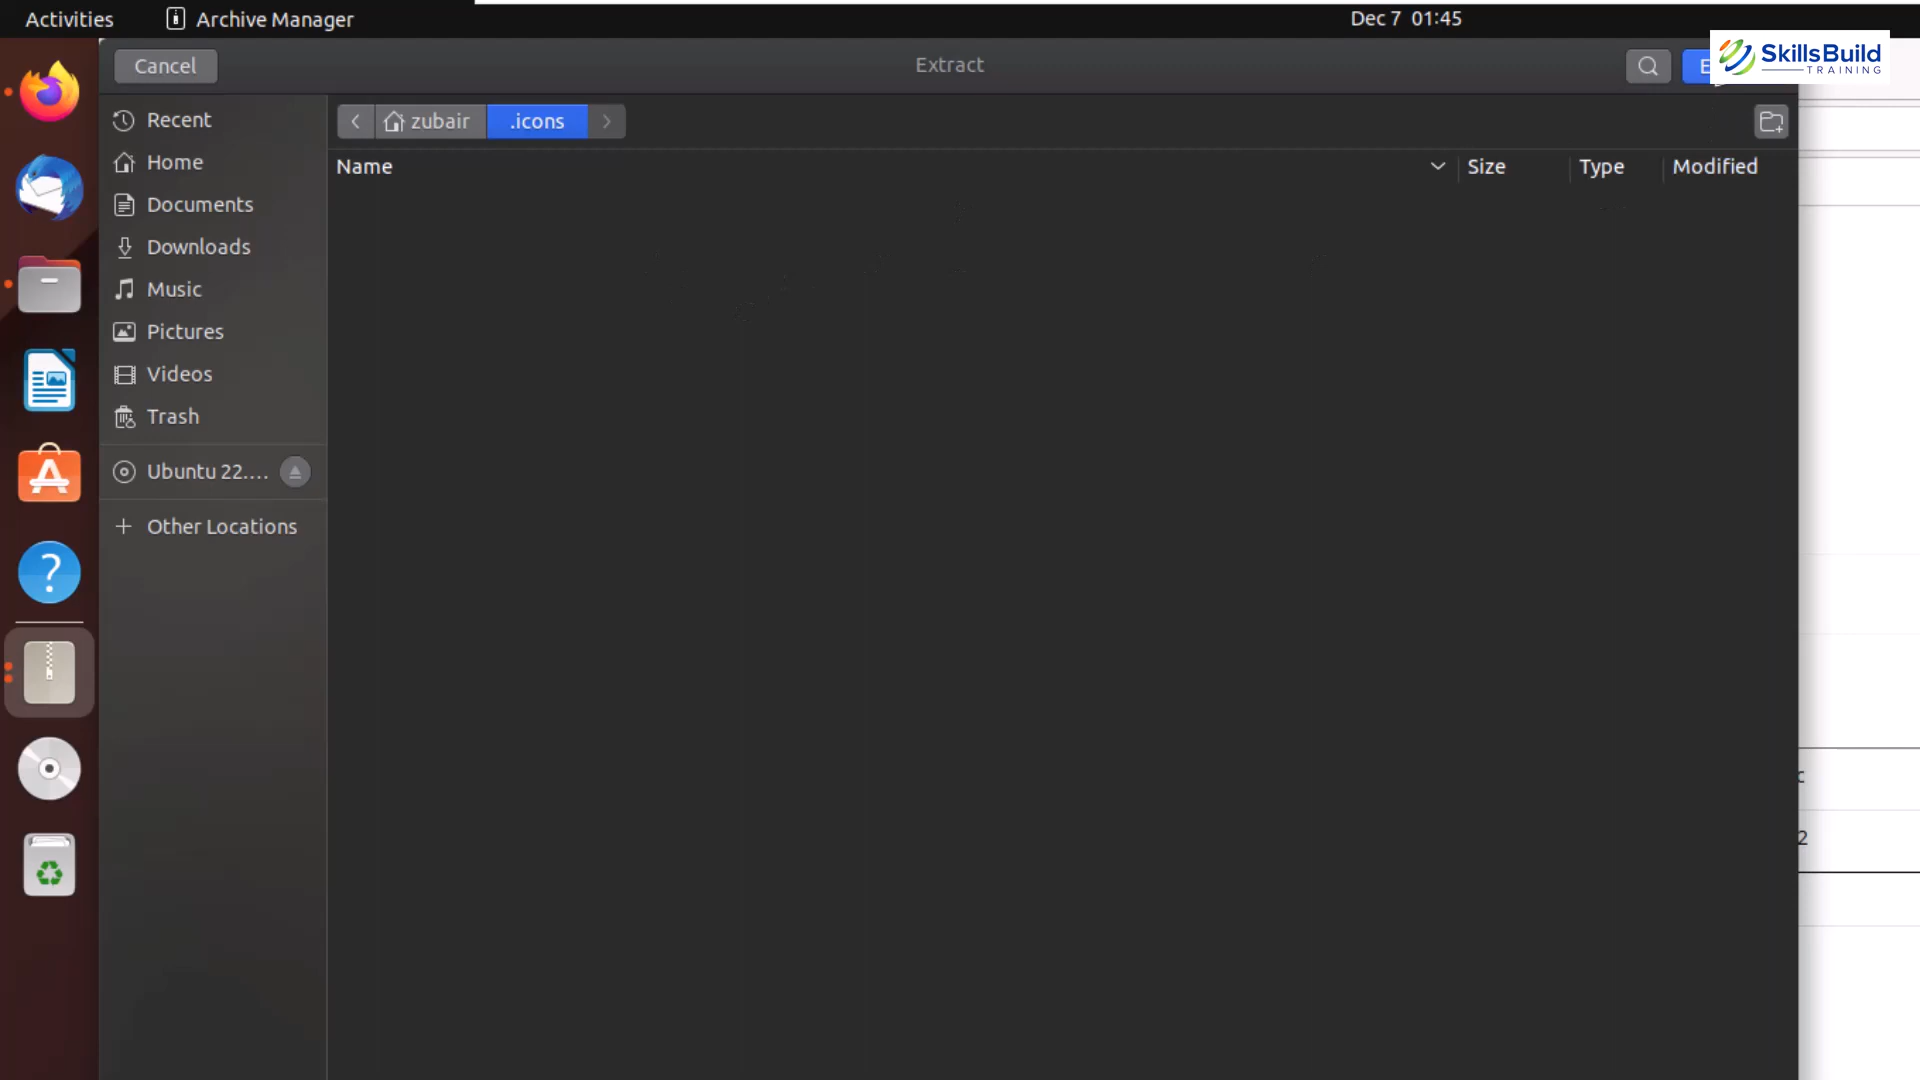 Activities
Archive Manager
Dec 7 01:45
Cancel
Extract
SkillsBuild
TRAINING
Recent
Home
Documents
Downloads
Music
Pictures
Videos
Trash
Ubuntu 22....
Other Locations
zubair
.icons
Name
Size
Type
Modified
2